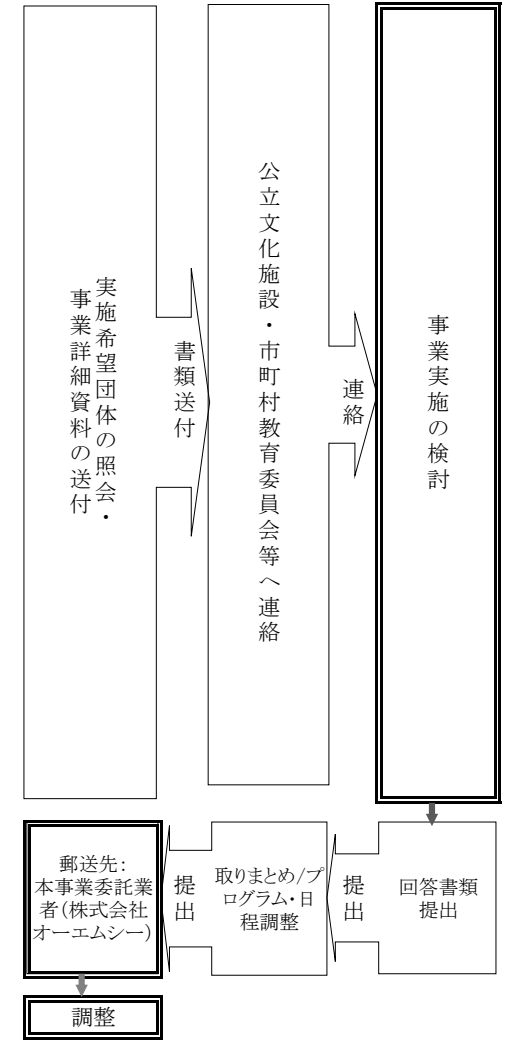 実施希望団体の照会・
事業詳細資料の送付
書類送付
公立文化施設・市町村教育委員会等へ連絡
連絡
事業実施の検討
回答書類
提出
提出
取りまとめ/プ
ログラム・日
程調整
提出
郵送先：
本事業委託業
者(株式会社
オーエムシー)
調整